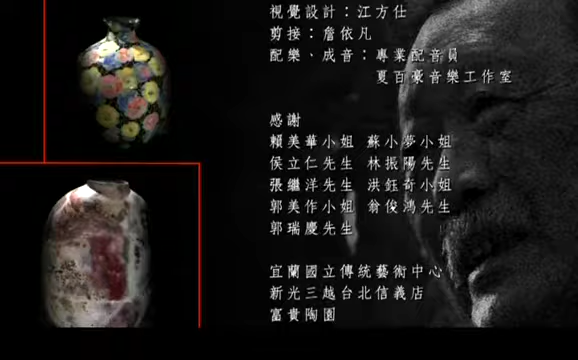 視覺設計：江方仕
剪接：詹依凡
配樂、成音：專業配音員
夏百豪音樂工作室
感謝
賴美華小姐 蘇小夢小姐
侯立仁先生 林振陽先生
張繼洋先生 洪鈺奇小姐
郭美作小姐 翁俊鴻先生
郭瑞慶先生
宜蘭國立傳統藝術中心
新光三越台北信義店
富貴陶園